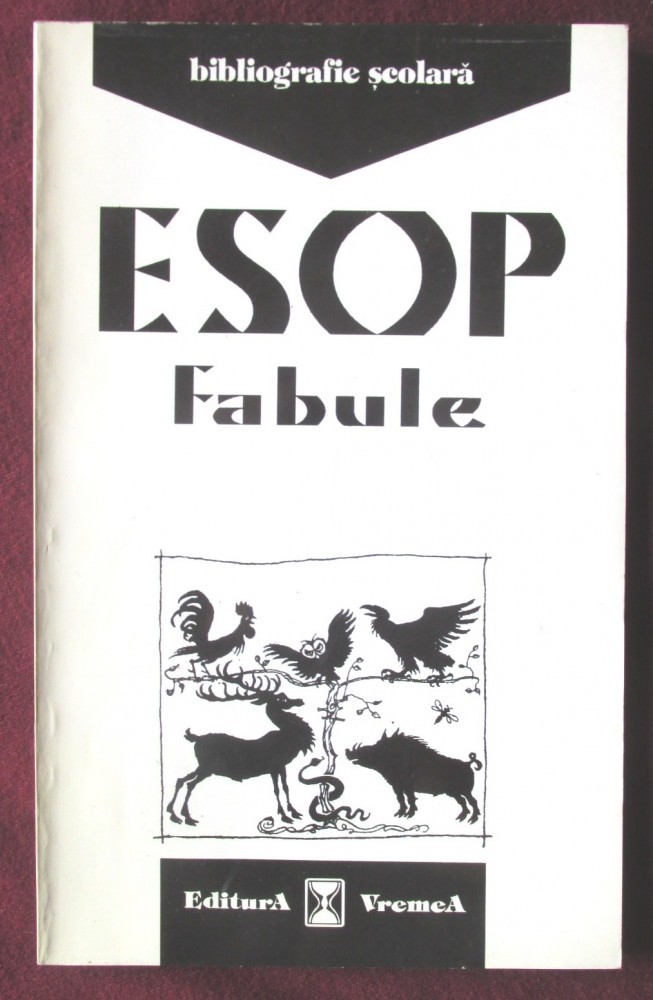 bibliografie școlară
ESOP
Fabule
EditurA VremeA